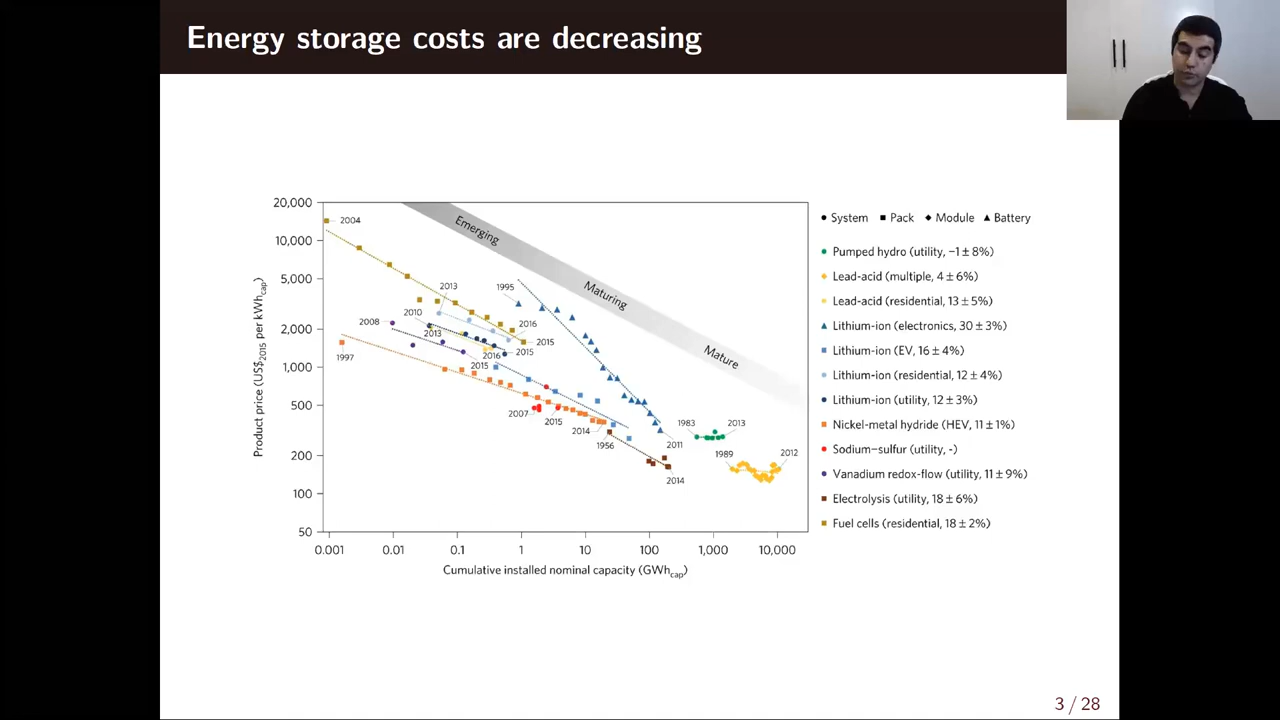 Energy storage costs are decreasing
20,000
10,000
5,000
2,000
1,000
500
200
100
50
Product price (US$2015 per kWhcap)
0.001
0.01
0.1
1
10
100
1,000
10,000
Cumulative installed nominal capacity (GWhcap)
Emerging
Maturing
Mature
2004
2013
1995
2010
2008
2013
2016
2015
2016
2015
2015
1997
2007
2015
2014
1956
2011
1983
2013
1989
2012
2014
System
Pack
Module
Battery
Pumped hydro (utility, −1 ± 8%)
Lead-acid (multiple, 4 ± 6%)
Lead-acid (residential, 13 ± 5%)
Lithium-ion (electronics, 30 ± 3%)
Lithium-ion (EV, 16 ± 4%)
Lithium-ion (residential, 12 ± 4%)
Lithium-ion (utility, 12 ± 3%)
Nickel-metal hydride (HEV, 11 ± 1%)
Sodium−sulfur (utility, -)
Vanadium redox-flow (utility, 11 ± 9%)
Electrolysis (utility, 18 ± 6%)
Fuel cells (residential, 18 ± 2%)
3 / 28